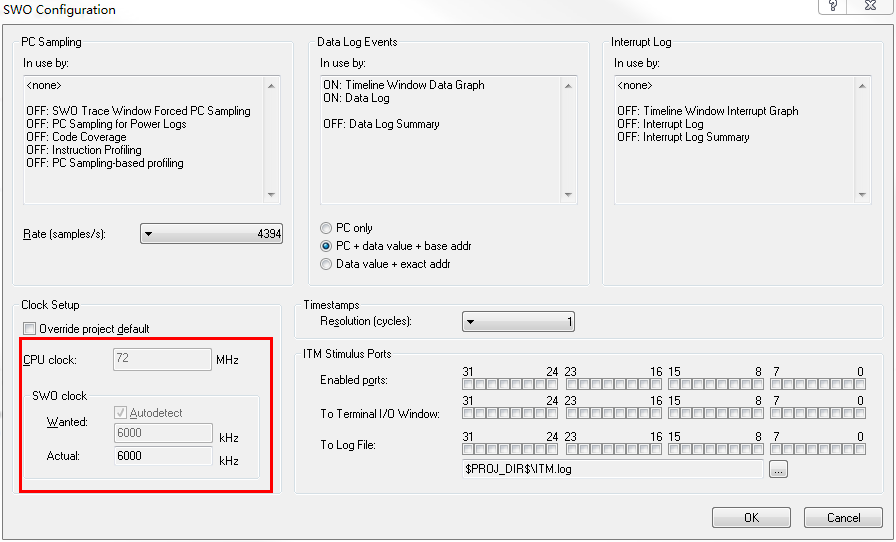 SWO Configuration
?
PC Sampling
In use by:
<none>
OFF: SWO Trace Window Forced PC Sampling
OFF: PC Sampling for Power Logs
OFF: Code Coverage
OFF: Instruction Profiling
OFF: PC Sampling-based profiling
Rate (samples/s):
4394
Data Log Events
In use by:
ON: Timeline Window Data Graph
ON: Data Log
OFF: Data Log Summary
PC only
PC + data value + base addr
Data value + exact addr
Interrupt Log
In use by:
<none>
OFF: Timeline Window Interrupt Graph
OFF: Interrupt Log
OFF: Interrupt Log Summary
Clock Setup
Override project default
CPU clock: 72 MHz
SWO clock
Autodetect
Wanted: 6000 kHz
Actual: 6000 kHz
Timestamps
Resolution (cycles): 1
ITM Stimulus Ports
31 24 23 16 15 8 7 0
Enabled ports:
31 24 23 16 15 8 7 0
To Terminal I/O Window:
31 24 23 16 15 8 7 0
To Log File:
$PROJ_DIR$\ITM.log ...
OK Cancel